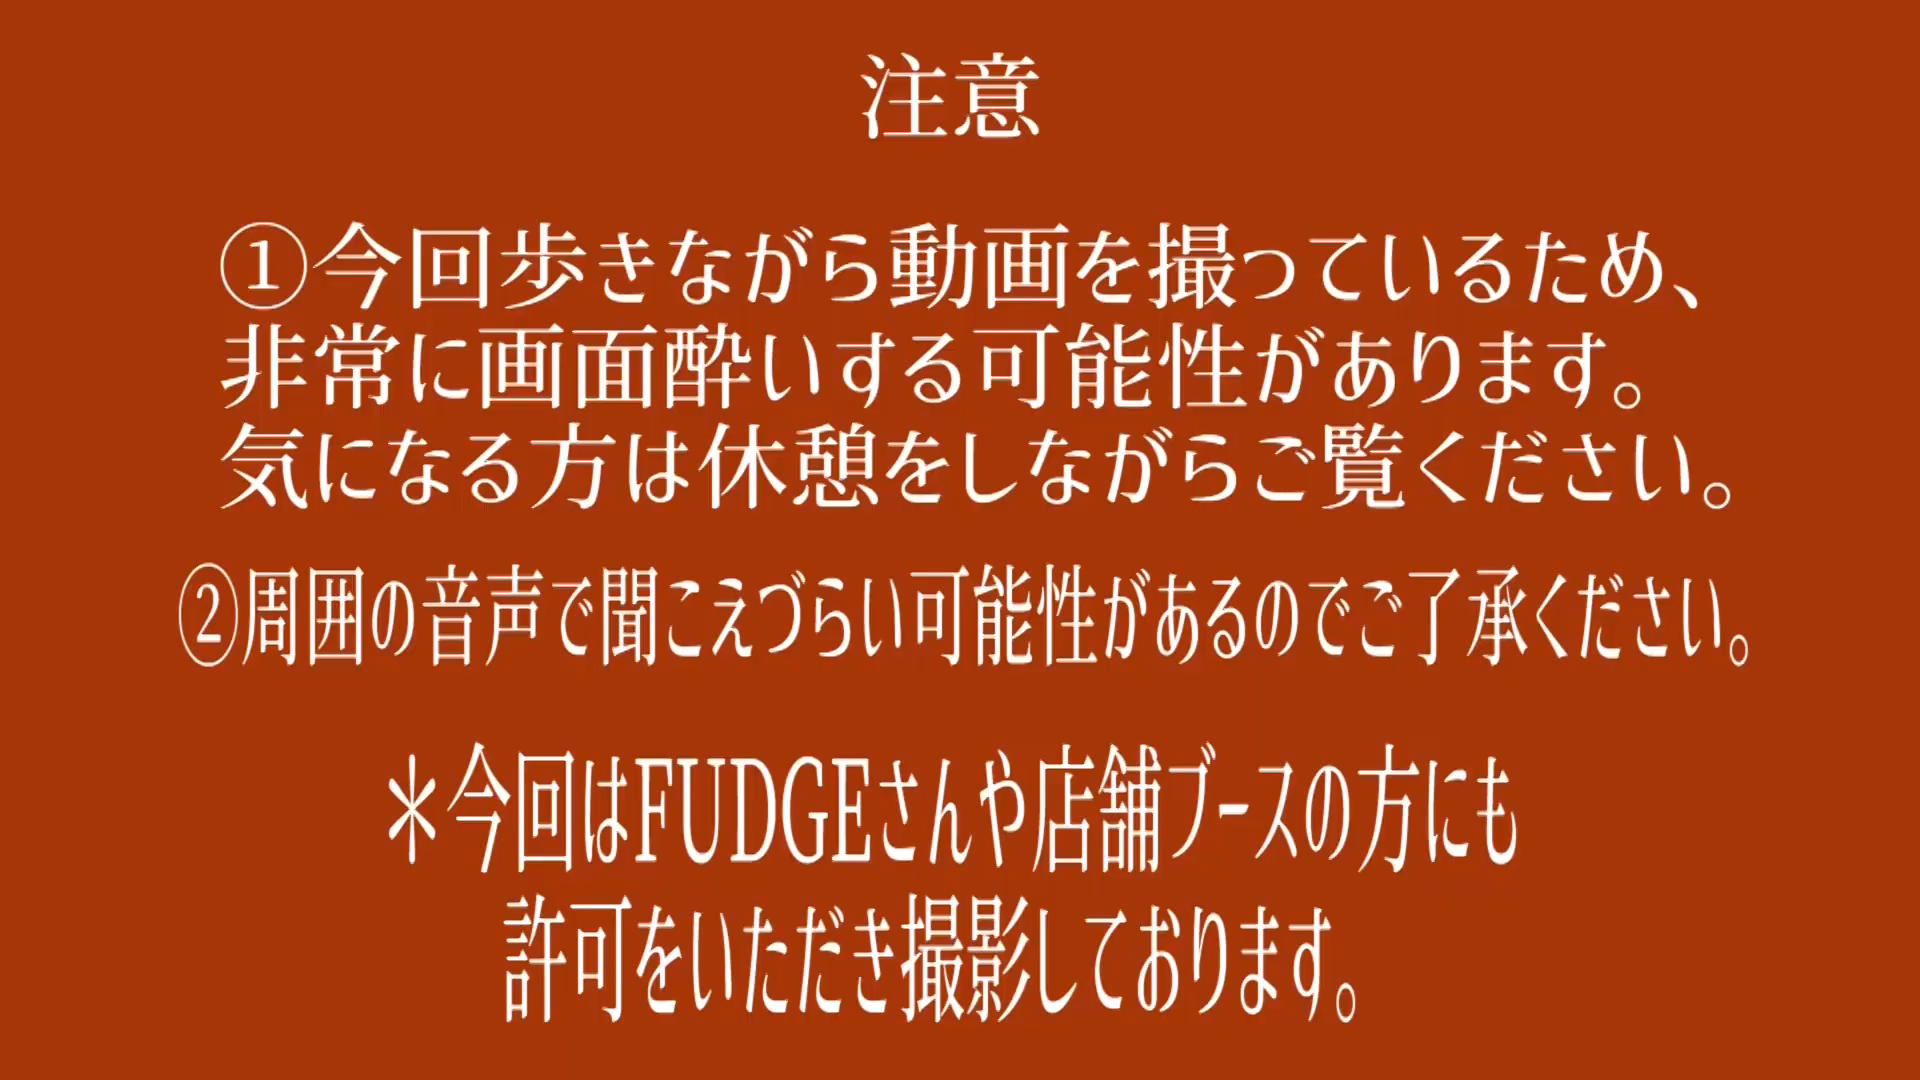 注意
①今回歩きながら動画を撮っているため、
非常に画面酔いする可能性があります。
気になる方は休憩をしながらご覧ください。
②周囲の音声で聞こえづらい可能性があるのでご了承ください。
＊今回はFUDGEさんや店舗ブースの方にも
許可をいただき撮影しております。